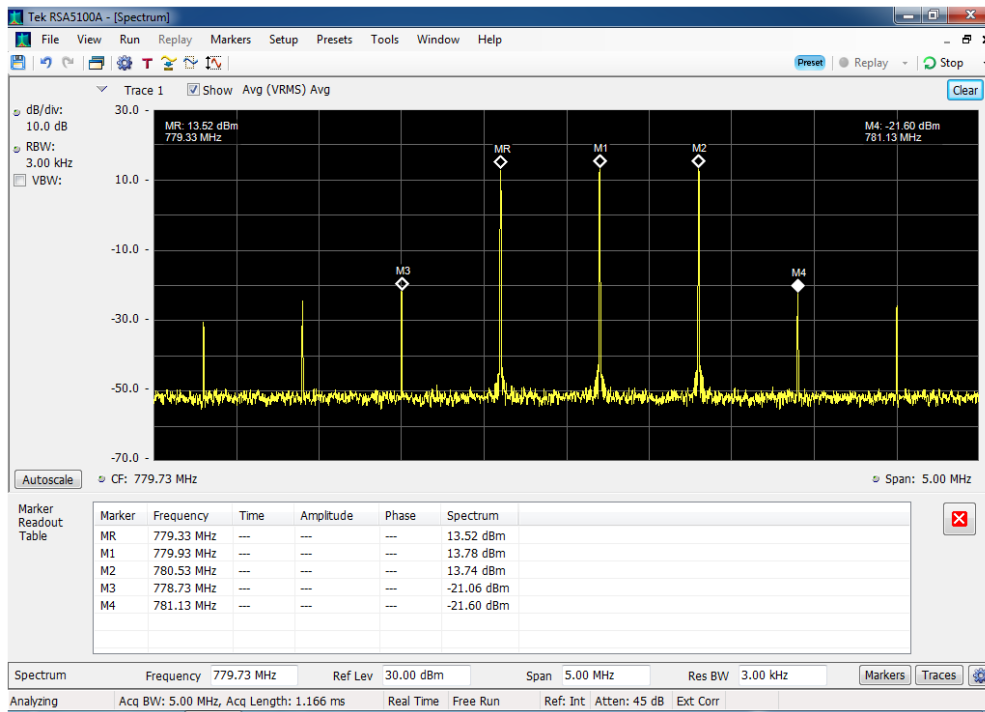 Tek RSA5100A - [Spectrum]
File View Run Replay Markers Setup Presets Tools Window Help
Preset Replay Stop
Trace 1 Show Avg (VRMS) Avg Clear
dB/div:
10.0 dB
RBW:
3.00 kHz
VBW:
30.0
10.0
-10.0
-30.0
-50.0
-70.0
MR: 13.52 dBm
779.33 MHz
M4: -21.60 dBm
781.13 MHz
MR
M1
M2
M3
M4
Autoscale CF: 779.73 MHz Span: 5.00 MHz
Marker
Readout
Table
Marker Frequency Time Amplitude Phase Spectrum
MR 779.33 MHz --- --- --- 13.52 dBm
M1 779.93 MHz --- --- --- 13.78 dBm
M2 780.53 MHz --- --- --- 13.74 dBm
M3 778.73 MHz --- --- --- -21.06 dBm
M4 781.13 MHz --- --- --- -21.60 dBm
Spectrum Frequency 779.73 MHz Ref Lev 30.00 dBm Span 5.00 MHz Res BW 3.00 kHz Markers Traces
Analyzing Acq BW: 5.00 MHz, Acq Length: 1.166 ms Real Time Free Run Ref: Int Atten: 45 dB Ext Corr